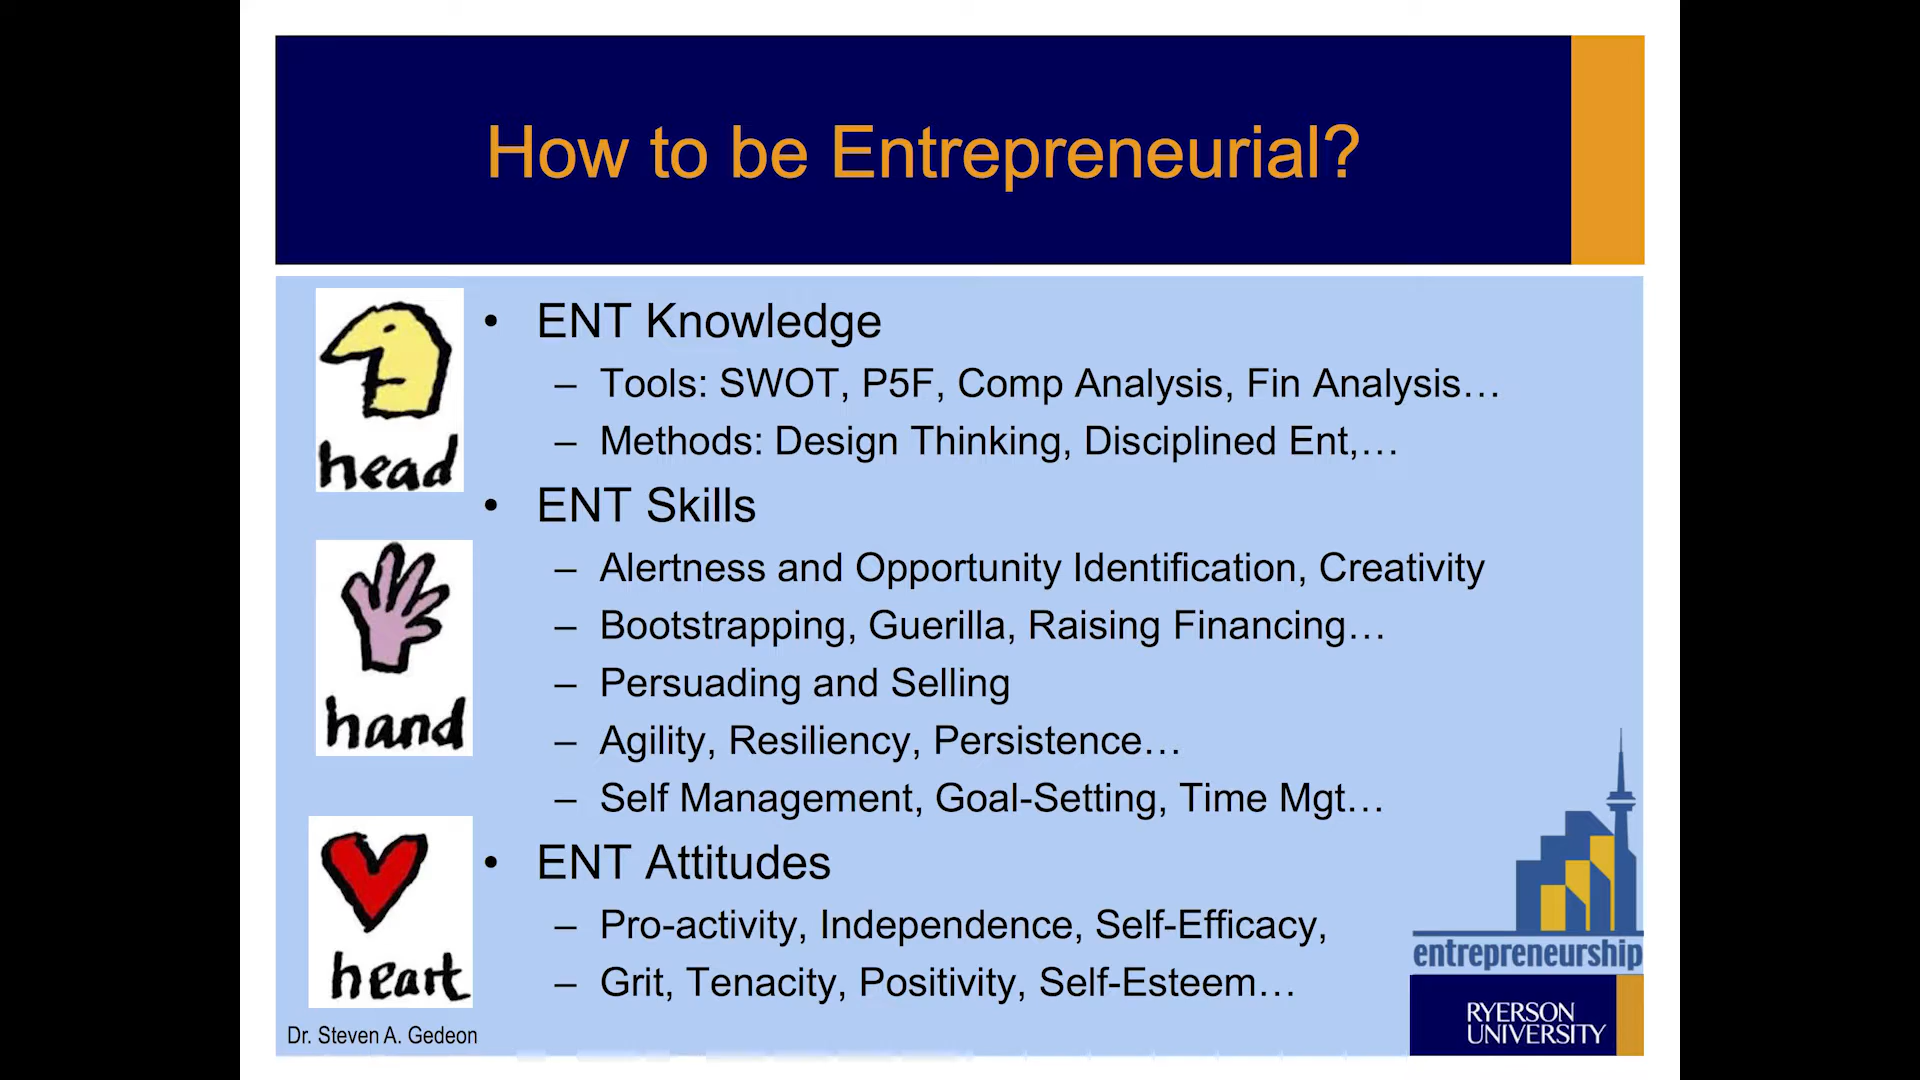 How to be Entrepreneurial?
head
• ENT Knowledge
– Tools: SWOT, P5F, Comp Analysis, Fin Analysis…
– Methods: Design Thinking, Disciplined Ent,…
hand
• ENT Skills
– Alertness and Opportunity Identification, Creativity
– Bootstrapping, Guerilla, Raising Financing…
– Persuading and Selling
– Agility, Resiliency, Persistence…
– Self Management, Goal-Setting, Time Mgt…
heart
• ENT Attitudes
– Pro-activity, Independence, Self-Efficacy,
– Grit, Tenacity, Positivity, Self-Esteem…
Dr. Steven A. Gedeon
entrepreneurship
RYERSON
UNIVERSITY